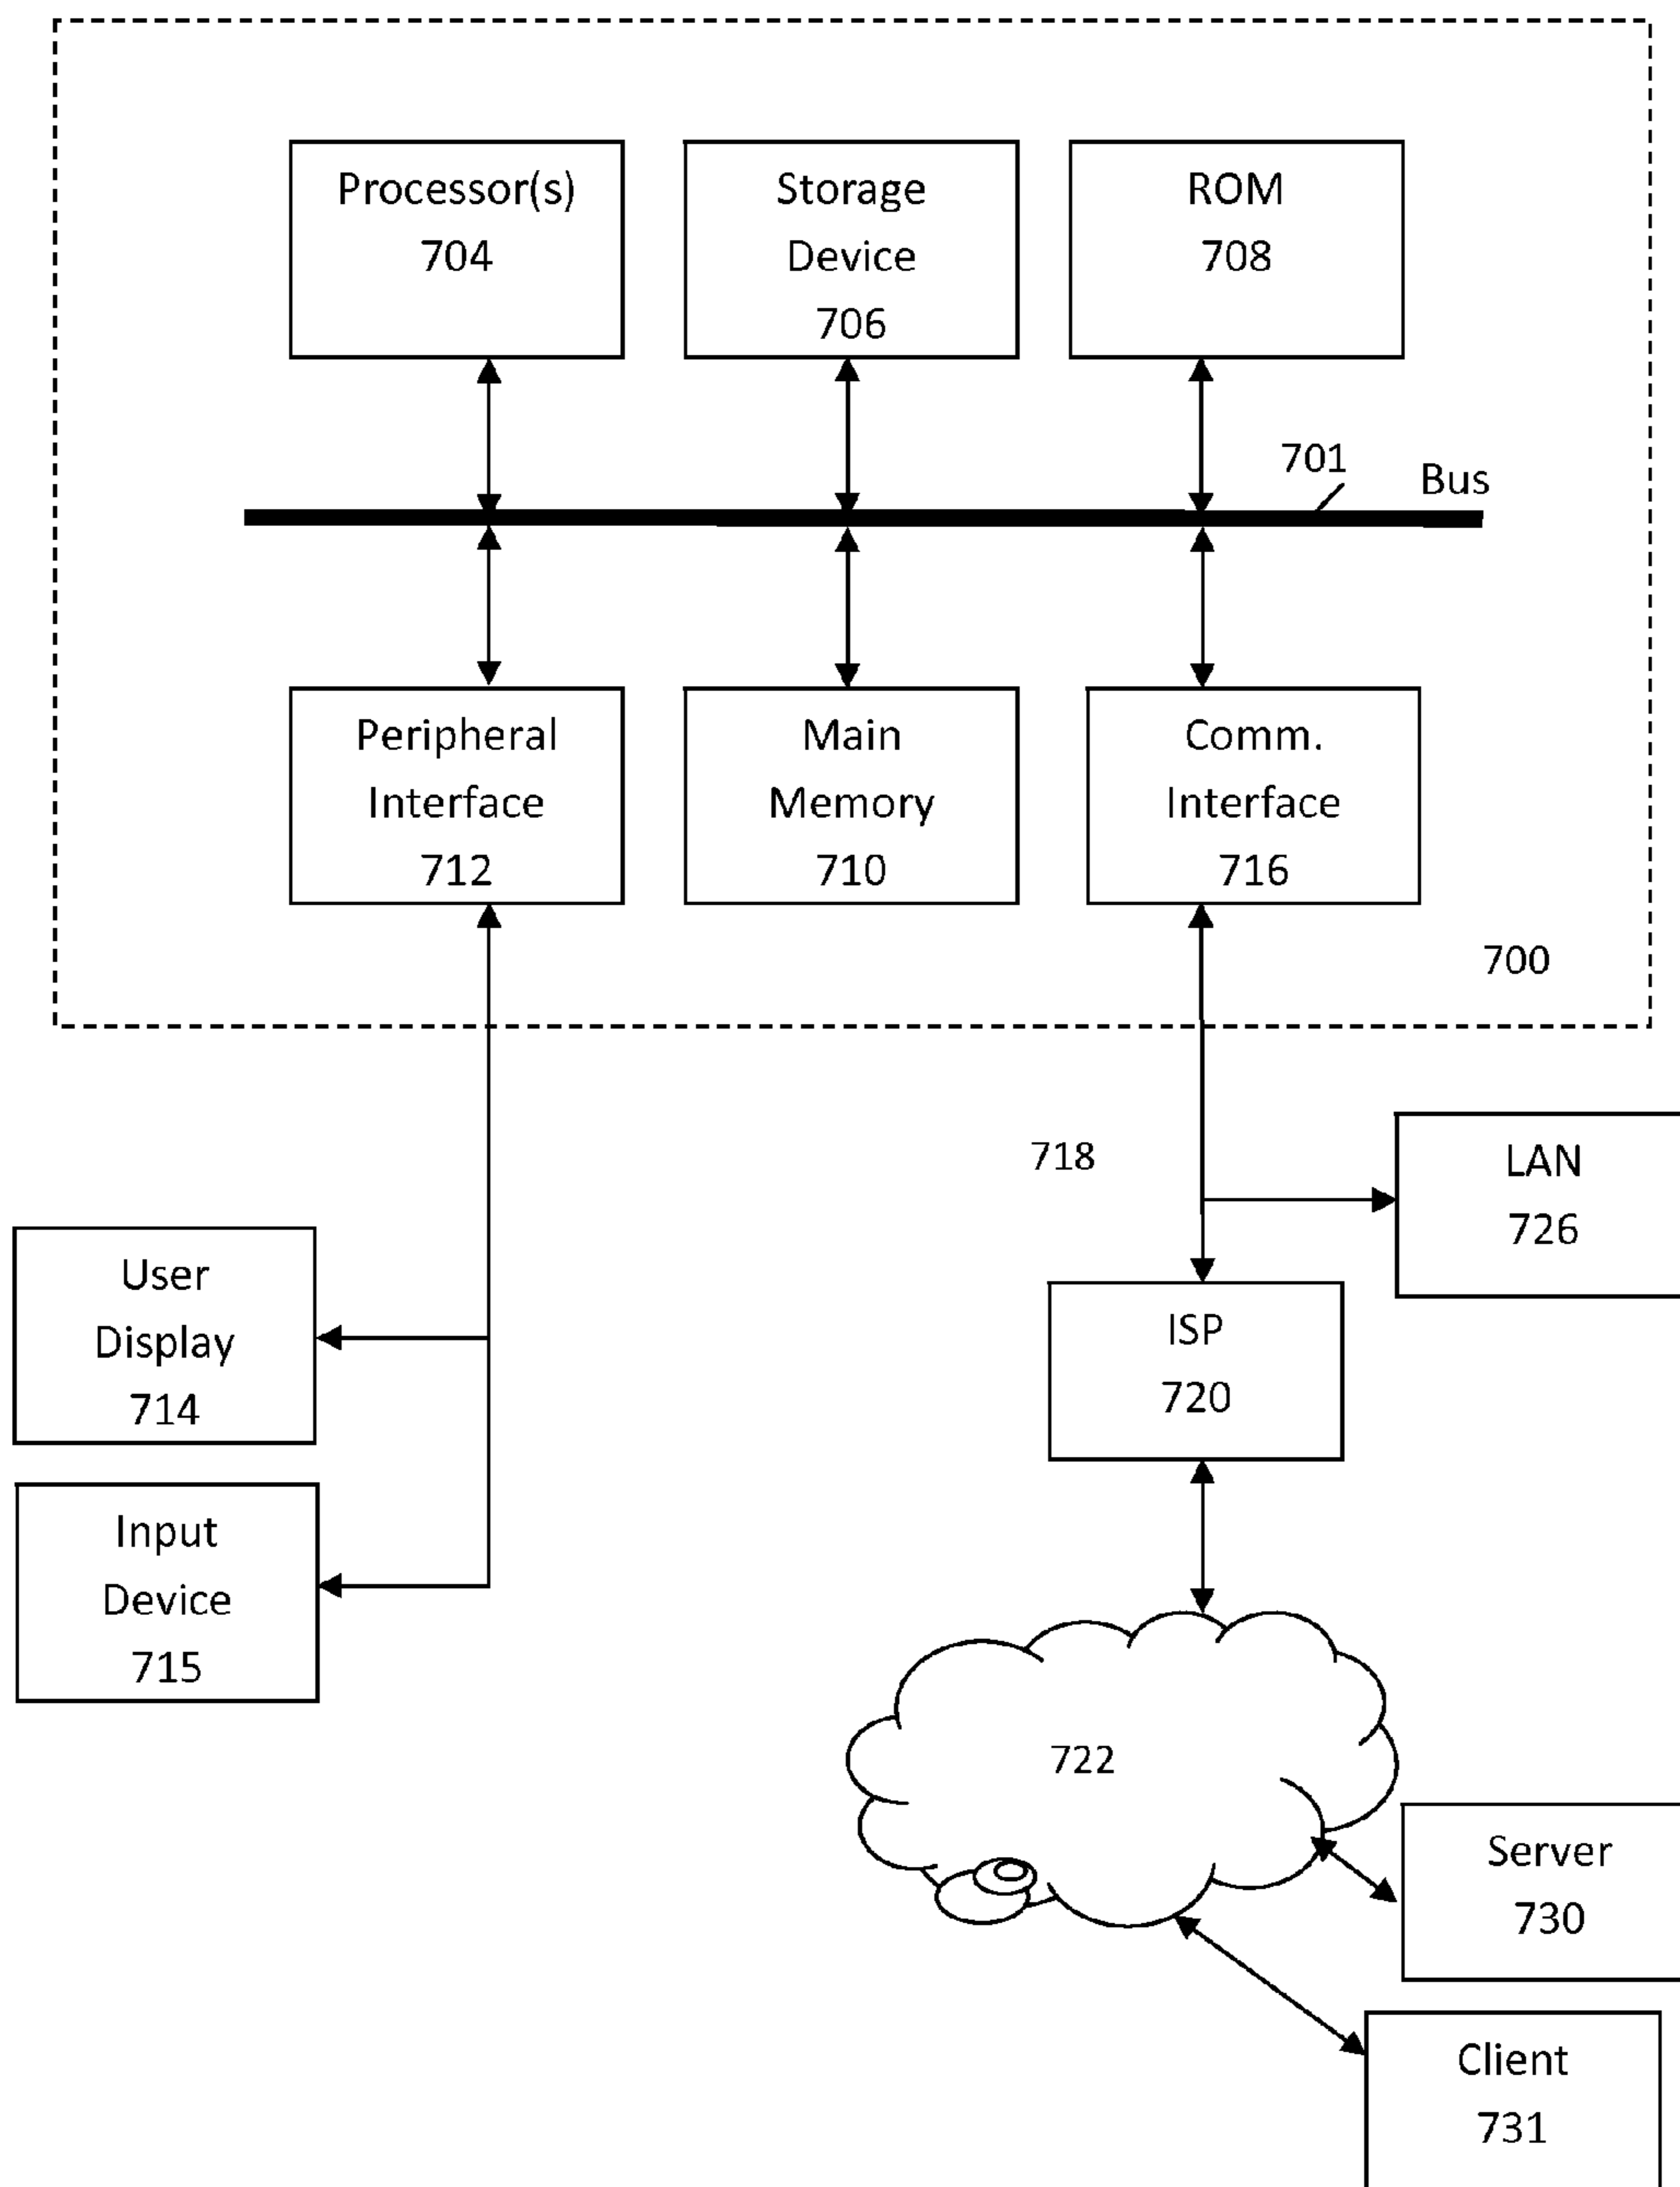 Processor(s)
704
Storage
Device
706
ROM
708
701
Bus
Peripheral
Interface
712
Main
Memory
710
Comm.
Interface
716
700
718
LAN
726
User
Display
714
ISP
720
Input
Device
715
722
Server
730
Client
731